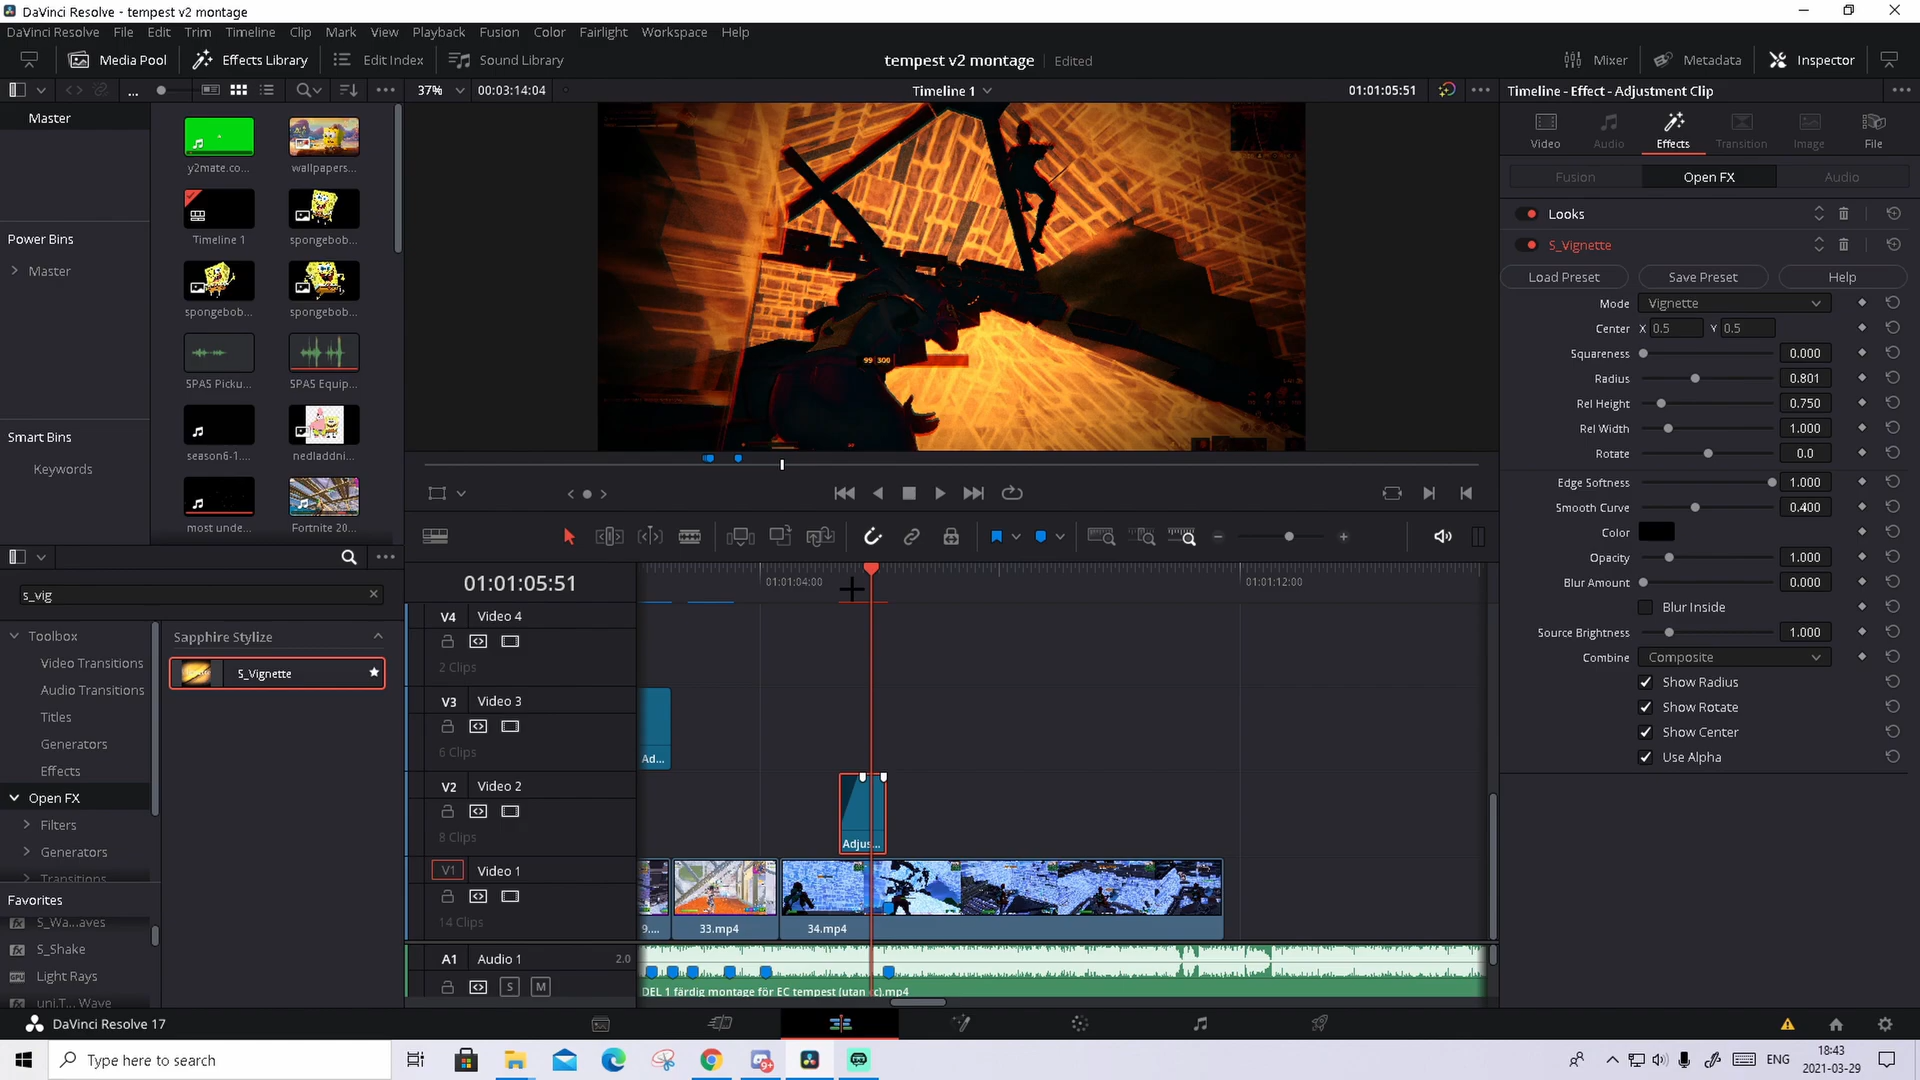 DaVinci Resolve - tempest v2 montage
DaVinci Resolve File Edit Trim Timeline Clip Mark View Playback Fusion Color Fairlight Workspace Help
Media Pool Effects Library Edit Index Sound Library
tempest v2 montage Edited
Mixer Metadata Inspector
37% 00:03:14:04 Timeline 1 01:01:05:51
Timeline - Effect - Adjustment Clip
Master
Power Bins
Master
Smart Bins
Keywords
y2mate.co... wallpapers...
Timeline 1 spongebob...
spongebob... spongebob...
SPAS Picku... SPAS Equip...
season6-1.... nedladdni...
most unde... Fortnite 20...
99 300
Video Audio Effects Transition Image File
Fusion Open FX Audio
Looks
S_Vignette
Load Preset Save Preset Help
Mode Vignette
Center X 0.5 Y 0.5
Squareness 0.000
Radius 0.801
Rel Height 0.750
Rel Width 1.000
Rotate 0.0
Edge Softness 1.000
Smooth Curve 0.400
Color
Opacity 1.000
Blur Amount 0.000
Blur Inside
Source Brightness 1.000
Combine Composite
Show Radius
Show Rotate
Show Center
Use Alpha
s_vig
Toolbox
Video Transitions
Audio Transitions
Titles
Generators
Effects
Open FX
Filters
Generators
Transitions
Favorites
S_Wa...aves
S_Shake
Light Rays
uni.T... Wave
Sapphire Stylize
S_Vignette
01:01:05:51
01:01:04:00 01:01:12:00
V4 Video 4
2 Clips
V3 Video 3
6 Clips
Ad...
V2 Video 2
8 Clips
Adjus...
V1 Video 1
14 Clips
9.... 33.mp4 34.mp4
A1 Audio 1 2.0
S M
DaVinci Resolve 17
Type here to search
ENG
18:43
2021-03-29